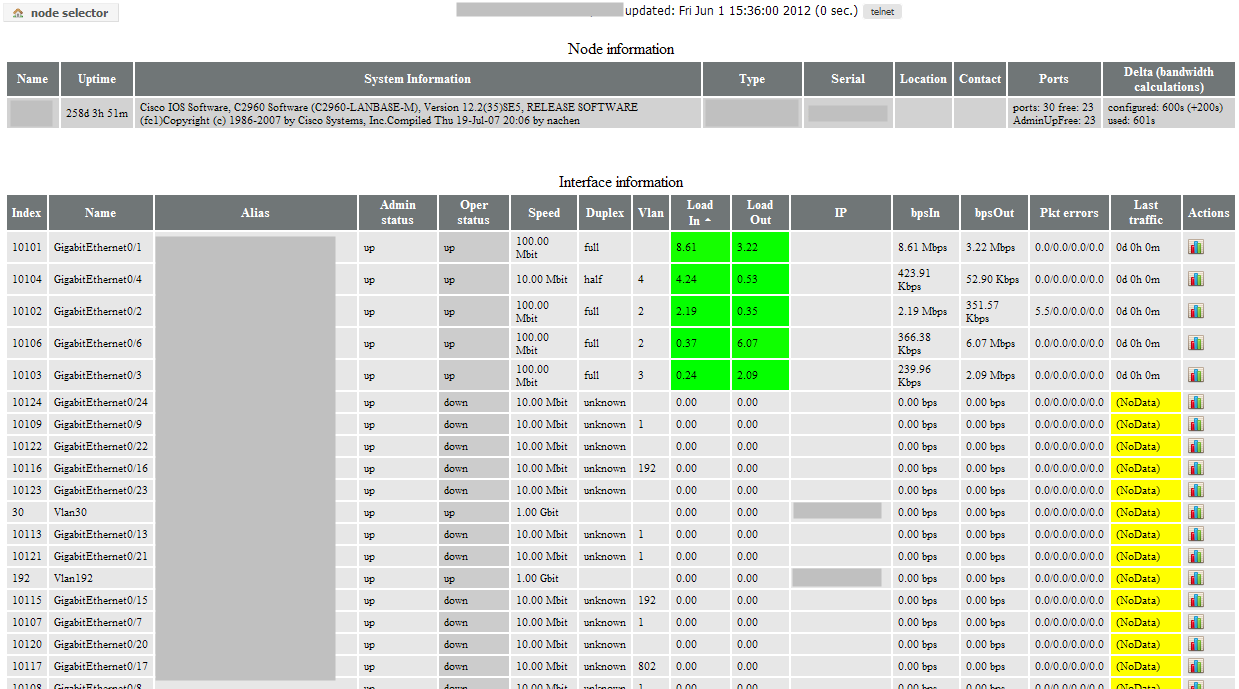 node selector
updated: Fri Jun 1 15:36:00 2012 (0 sec.) telnet
Node information
Name Uptime System Information Type Serial Location Contact Ports Delta (bandwidth calculations)
258d 3h 51m Cisco IOS Software, C2960 Software (C2960-LANBASE-M), Version 12.2(35)SE5, RELEASE SOFTWARE ports: 30 free: 23 configured: 600s (+200s)
(fc1)Copyright (c) 1986-2007 by Cisco Systems, Inc.Compiled Thu 19-Jul-07 20:06 by nachen AdminUpFree: 23 used: 601s
Interface information
Index Name Alias Admin status Oper status Speed Duplex Vlan Load In Load Out IP bpsIn bpsOut Pkt errors Last traffic Actions
10101 GigabitEthernet0/1 up up 100.00 Mbit full 8.61 3.22 8.61 Mbps 3.22 Mbps 0.0/0.0/0.0/0.0 0d 0h 0m
10104 GigabitEthernet0/4 up up 10.00 Mbit half 4 4.24 0.53 423.91 Kbps 52.90 Kbps 0.0/0.0/0.0/0.0 0d 0h 0m
10102 GigabitEthernet0/2 up up 100.00 Mbit full 2 2.19 0.35 2.19 Mbps 351.57 Kbps 5.5/0.0/0.0/0.0 0d 0h 0m
10106 GigabitEthernet0/6 up up 100.00 Mbit full 2 0.37 6.07 366.38 Kbps 6.07 Mbps 0.0/0.0/0.0/0.0 0d 0h 0m
10103 GigabitEthernet0/3 up up 100.00 Mbit full 3 0.24 2.09 239.96 Kbps 2.09 Mbps 0.0/0.0/0.0/0.0 0d 0h 0m
10124 GigabitEthernet0/24 up down 10.00 Mbit unknown 0.00 0.00 0.00 bps 0.00 bps 0.0/0.0/0.0/0.0 (NoData)
10109 GigabitEthernet0/9 up down 10.00 Mbit unknown 1 0.00 0.00 0.00 bps 0.00 bps 0.0/0.0/0.0/0.0 (NoData)
10122 GigabitEthernet0/22 up down 10.00 Mbit unknown 0.00 0.00 0.00 bps 0.00 bps 0.0/0.0/0.0/0.0 (NoData)
10116 GigabitEthernet0/16 up down 10.00 Mbit unknown 192 0.00 0.00 0.00 bps 0.00 bps 0.0/0.0/0.0/0.0 (NoData)
10123 GigabitEthernet0/23 up down 10.00 Mbit unknown 0.00 0.00 0.00 bps 0.00 bps 0.0/0.0/0.0/0.0 (NoData)
30 Vlan30 up up 1.00 Gbit 0.00 0.00 0.00 bps 0.00 bps 0.0/0.0/0.0/0.0 (NoData)
10113 GigabitEthernet0/13 up down 10.00 Mbit unknown 1 0.00 0.00 0.00 bps 0.00 bps 0.0/0.0/0.0/0.0 (NoData)
10121 GigabitEthernet0/21 up down 10.00 Mbit unknown 1 0.00 0.00 0.00 bps 0.00 bps 0.0/0.0/0.0/0.0 (NoData)
192 Vlan192 up up 1.00 Gbit 0.00 0.00 0.00 bps 0.00 bps 0.0/0.0/0.0/0.0 (NoData)
10115 GigabitEthernet0/15 up down 10.00 Mbit unknown 192 0.00 0.00 0.00 bps 0.00 bps 0.0/0.0/0.0/0.0 (NoData)
10107 GigabitEthernet0/7 up down 10.00 Mbit unknown 1 0.00 0.00 0.00 bps 0.00 bps 0.0/0.0/0.0/0.0 (NoData)
10120 GigabitEthernet0/20 up down 10.00 Mbit unknown 0.00 0.00 0.00 bps 0.00 bps 0.0/0.0/0.0/0.0 (NoData)
10117 GigabitEthernet0/17 up down 10.00 Mbit unknown 802 0.00 0.00 0.00 bps 0.00 bps 0.0/0.0/0.0/0.0 (NoData)
10108 GigabitEthernet0/8 up down 10.00 Mbit unknown 1 0.00 0.00 0.00 bps 0.00 bps 0.0/0.0/0.0/0.0 (NoData)